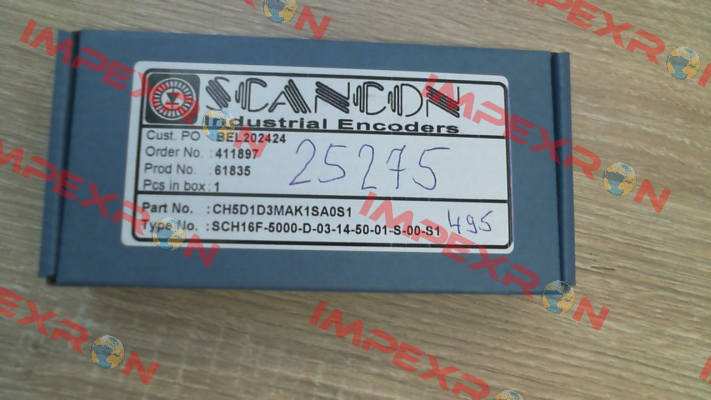 SCANCON
Industrial Encoders
Cust. PO : BEL202424
Order No. : 411897
Prod No. : 61835
Pcs in box : 1
25275
Part No. : CH5D1D3MAK1SA0S1
Type No. : SCH16F-5000-D-03-14-50-01-S-00-S1
495
IMPEXRON
IMPEXRON
IMPEXRON
IMPEXRON
IMPEXRON
IMPEXRON